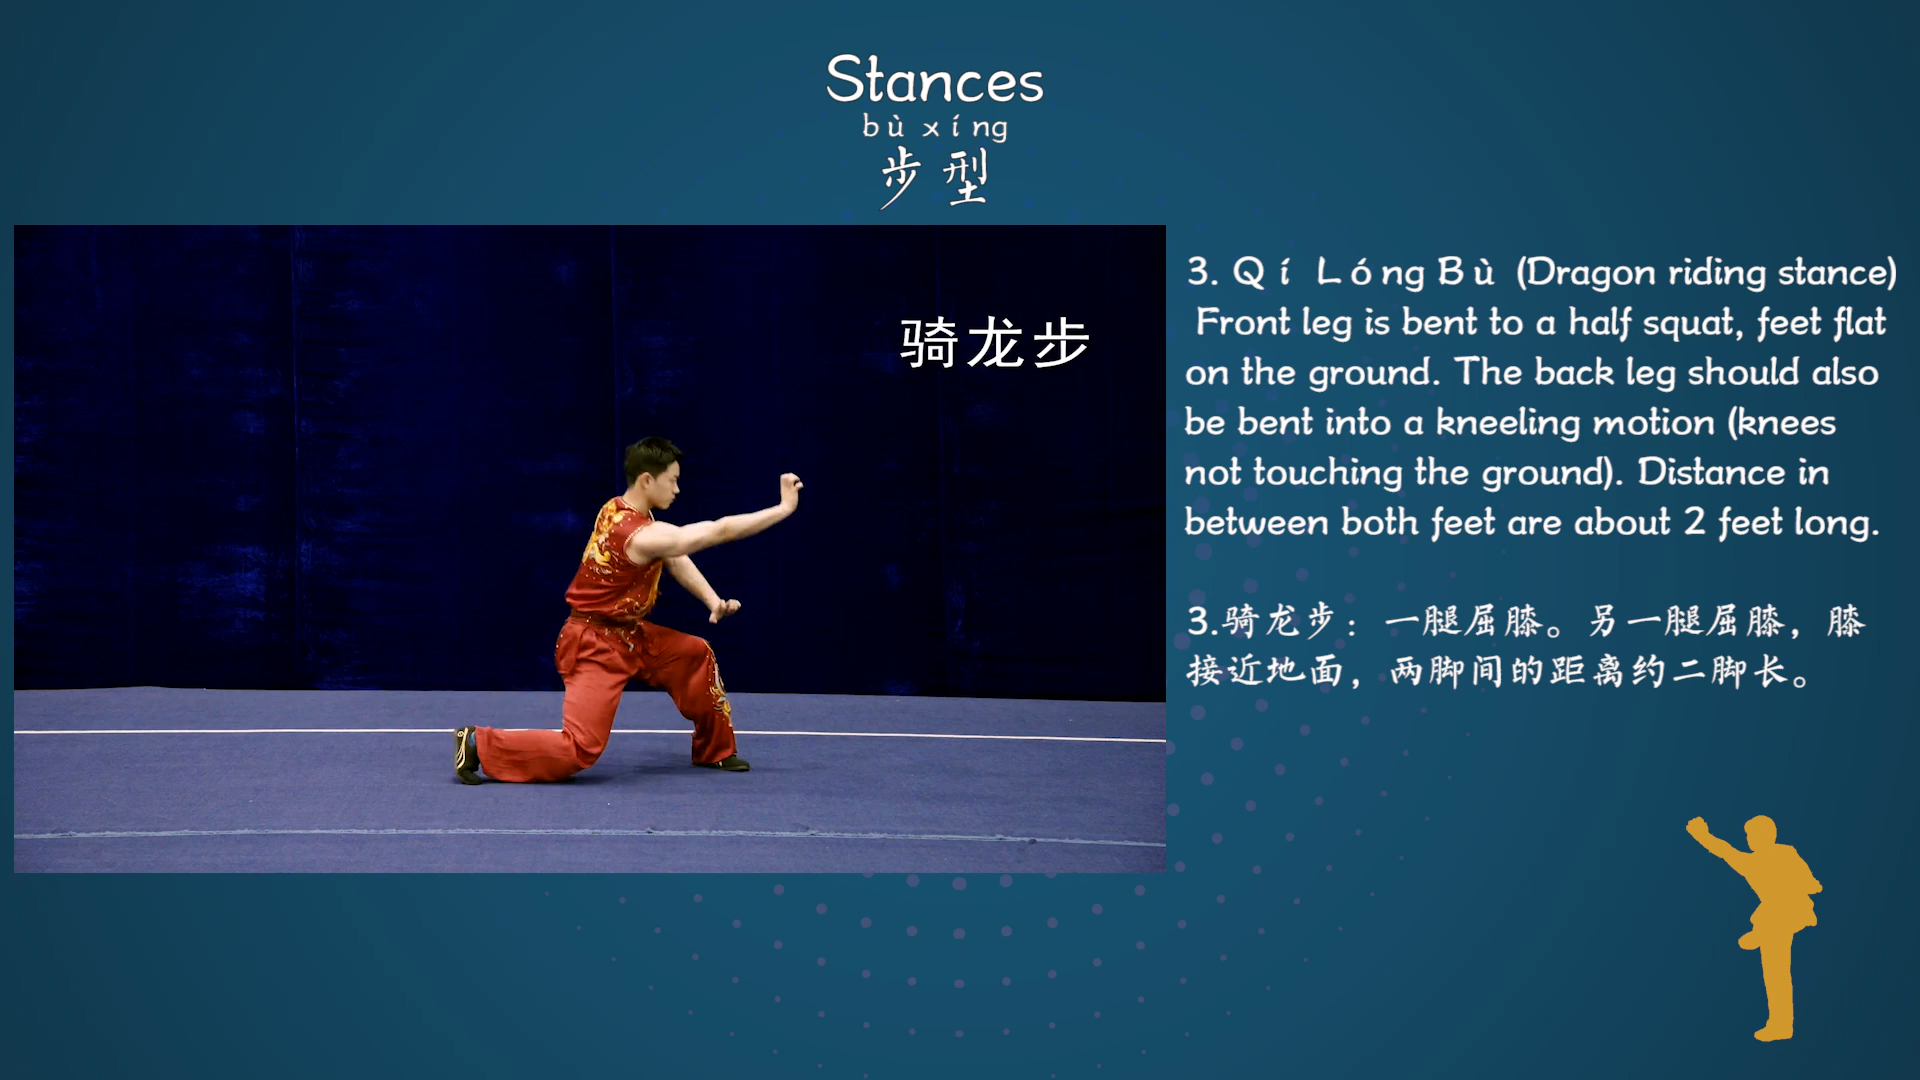 Stances
bù xíng
步型
骑龙步
3. Qí Lóng Bù (Dragon riding stance)
Front leg is bent to a half squat, feet flat
on the ground. The back leg should also
be bent into a kneeling motion (knees
not touching the ground). Distance in
between both feet are about 2 feet long.
3.骑龙步：一腿屈膝。另一腿屈膝，膝
接近地面，两脚间的距离约二脚长。